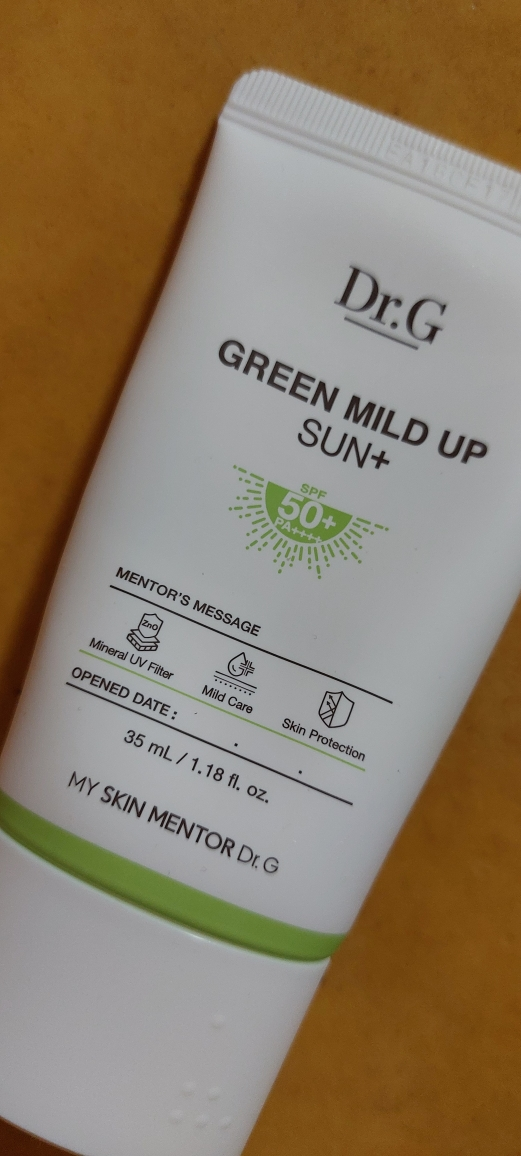 Dr.G
GREEN MILD UP
SUN+
SPF
50+
PA++++
MENTOR'S MESSAGE
ZnO
Mineral UV Filter
Mild Care
Skin Protection
OPENED DATE : . .
35 mL / 1.18 fl. oz.
MY SKIN MENTOR Dr.G